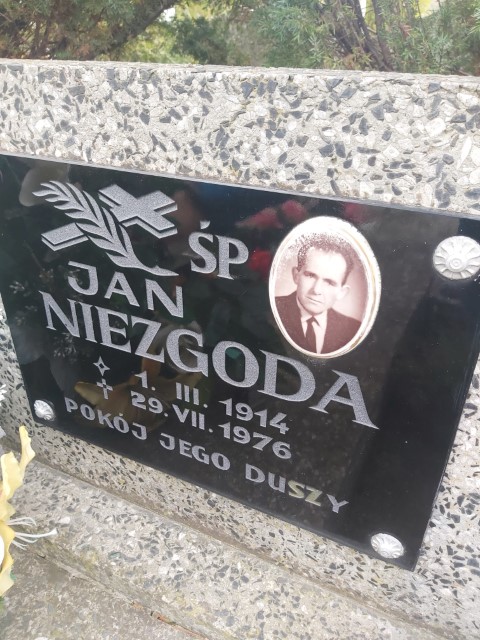 ŚP
JAN
NIEZGODA
1. III. 1914
29. VII. 1976
POKÓJ JEGO DUSZY